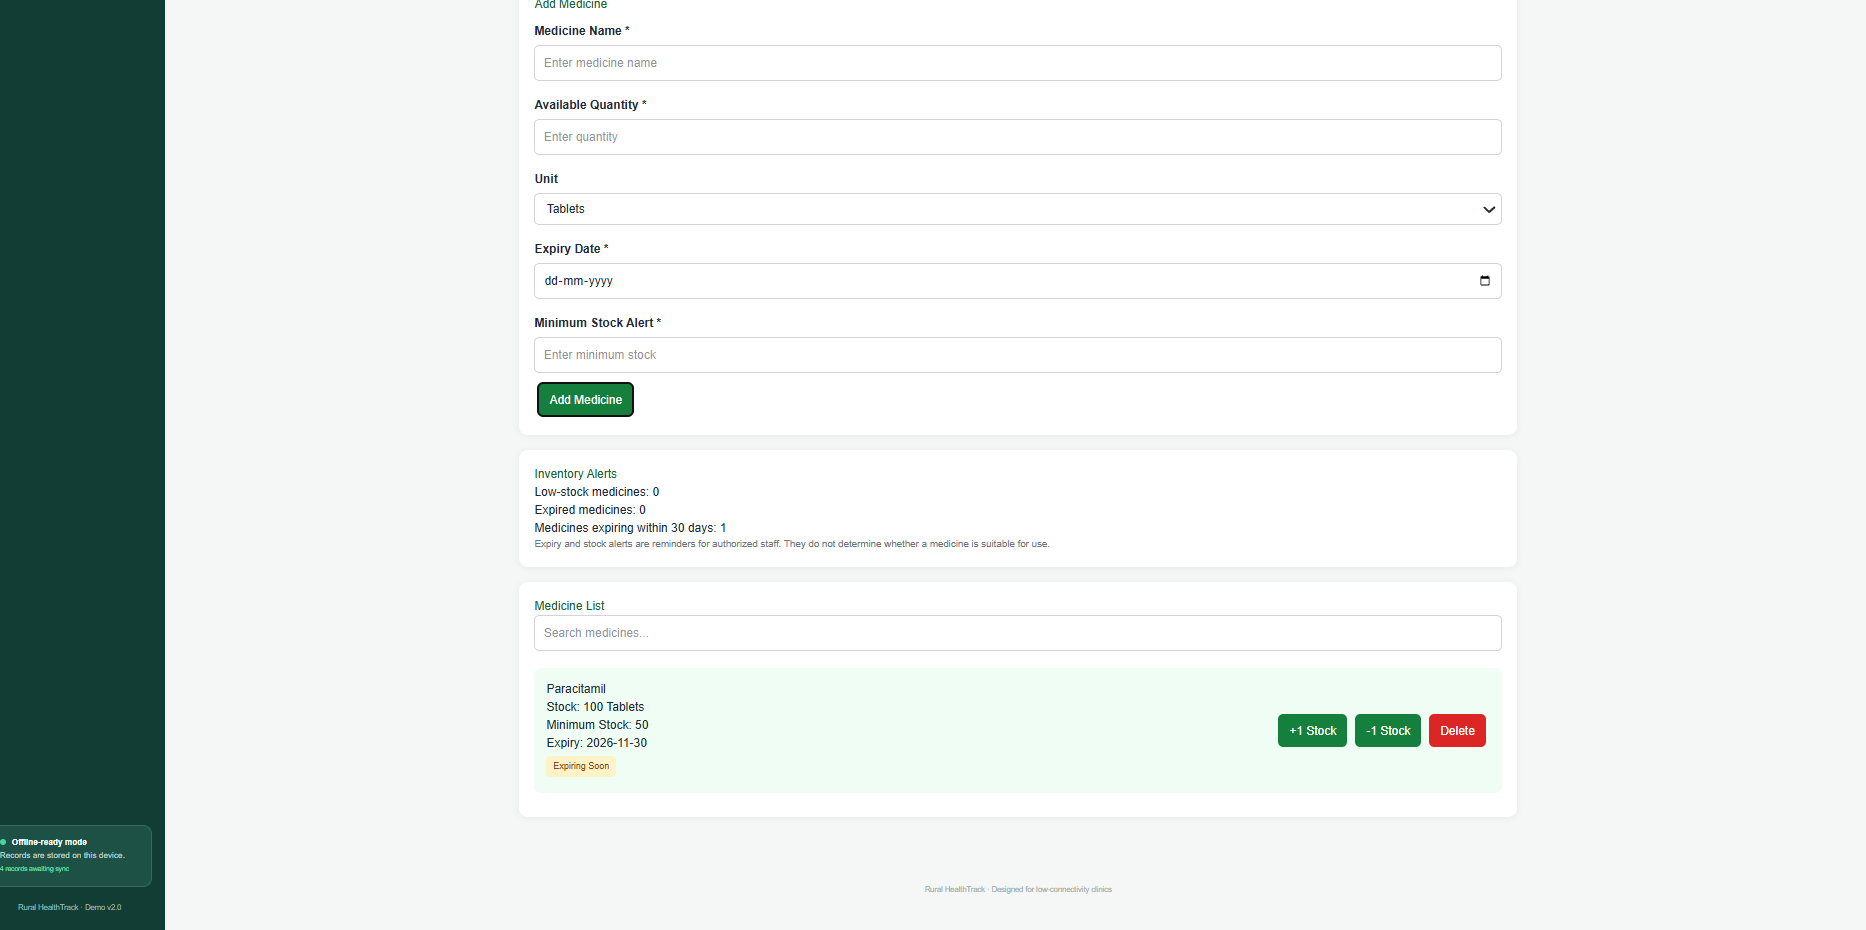 Add Medicine
Medicine Name *
Enter medicine name
Available Quantity *
Enter quantity
Unit
Tablets
Expiry Date *
dd-mm-yyyy
Minimum Stock Alert *
Enter minimum stock
Add Medicine
Inventory Alerts
Low-stock medicines: 0
Expired medicines: 0
Medicines expiring within 30 days: 1
Expiry and stock alerts are reminders for authorized staff. They do not determine whether a medicine is suitable for use.
Medicine List
Search medicines...
Paracitamil
Stock: 100 Tablets
Minimum Stock: 50
Expiry: 2026-11-30
Expiring Soon
+1 Stock
-1 Stock
Delete
Offline-ready mode
Records are stored on this device.
4 records awaiting sync
Rural HealthTrack · Demo v2.0
Rural HealthTrack · Designed for low-connectivity clinics